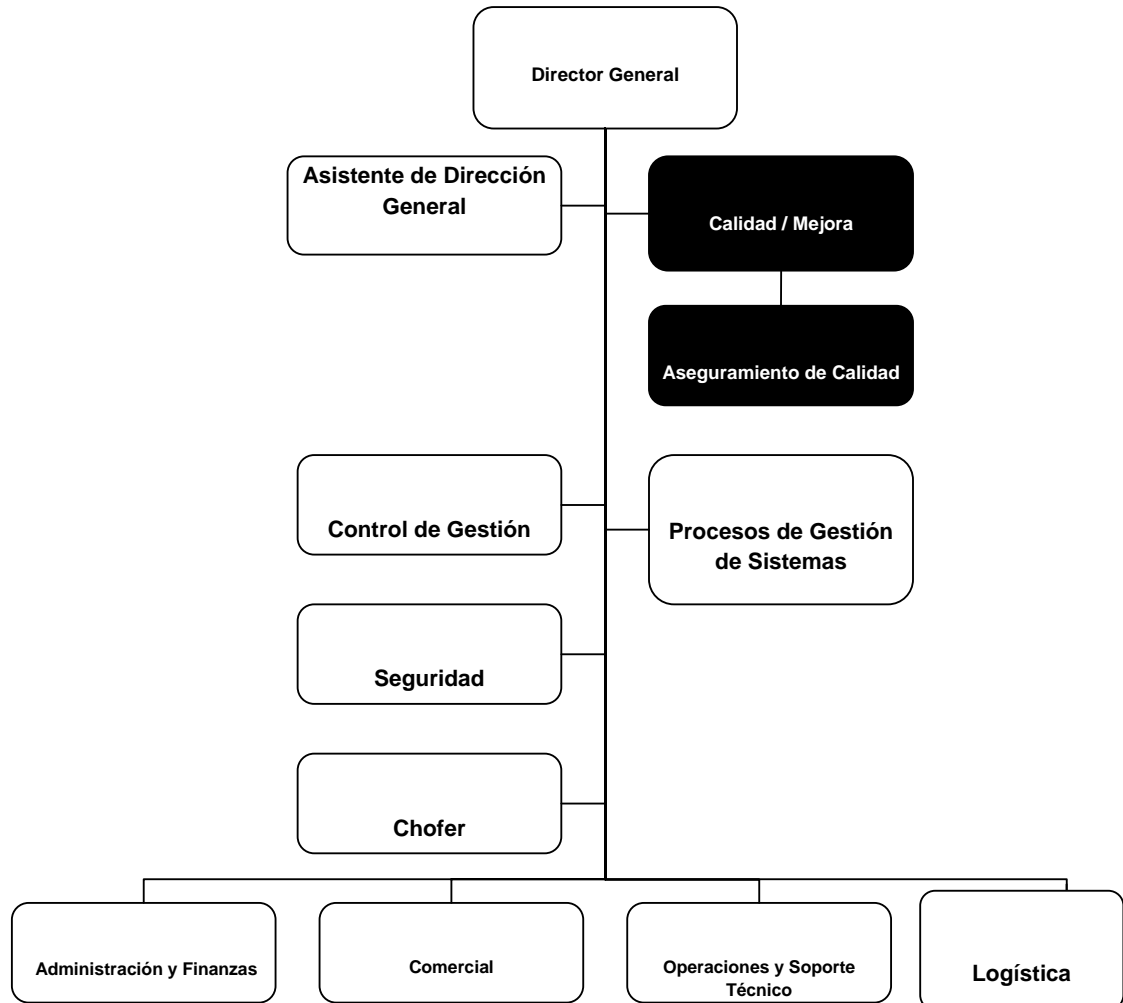 Director General
Asistente de Dirección
General
Calidad / Mejora
Aseguramiento de Calidad
Control de Gestión
Procesos de Gestión
de Sistemas
Seguridad
Chofer
Administración y Finanzas
Comercial
Operaciones y Soporte
Técnico
Logística